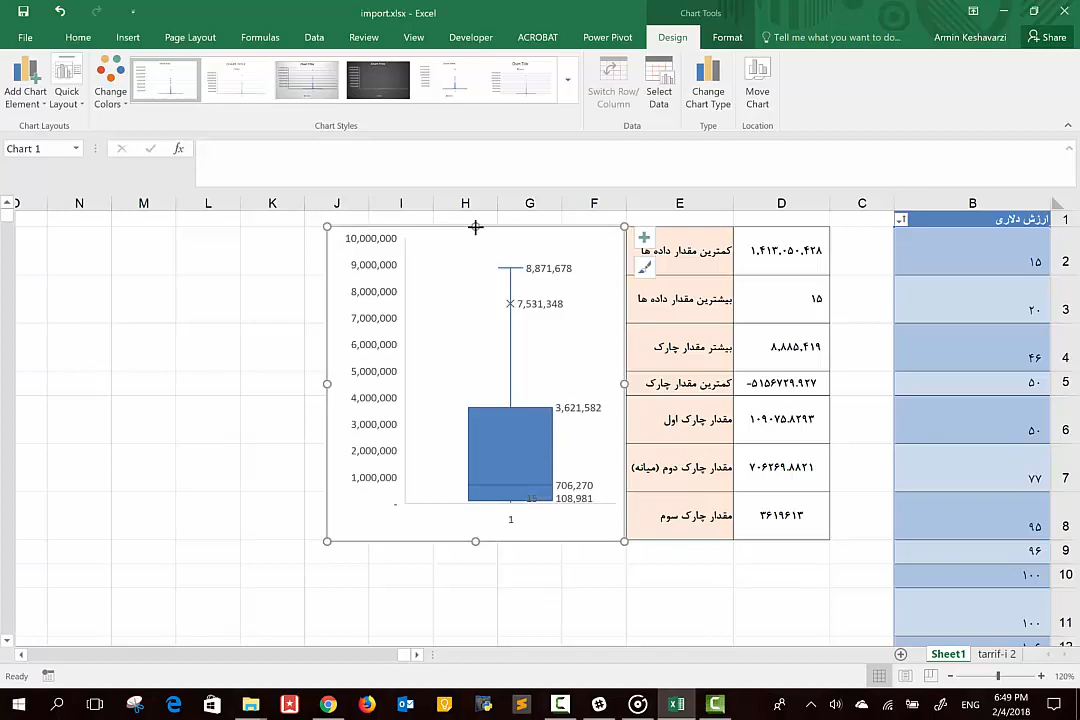 import.xlsx - Excel
Chart Tools
File Home Insert Page Layout Formulas Data Review View Developer ACROBAT Power Pivot Design Format Tell me what you want to do... Armin Keshavarzi Share
Add Chart Element
Quick Layout
Change Colors
Switch Row/ Column
Select Data
Change Chart Type
Move Chart
Chart Layouts Chart Styles Data Type Location
Chart 1
fx
N M L K J I H G F E D C B
ارزش دلاری
1
۱۵
2
۲۰
3
۴۶
4
۵۰
5
۵۰
6
۷۷
7
۹۵
8
۹۶
9
۱۰۰
10
۱۰۰
11
کمترین مقدار داده ها
۱,۴۱۳,۰۵۰,۴۲۸
بیشترین مقدار داده ها
۱۵
بیشتر مقدار چارک
۸,۸۸۵,۴۱۹
کمترین مقدار چارک
-۵۱۵۶۷۲۹.۹۲۷
مقدار چارک اول
۱۰۹۰۷۵.۸۲۹۳
مقدار چارک دوم (میانه)
۷۰۶۲۶۹.۸۸۲۱
مقدار چارک سوم
۳۶۱۹۶۱۳
10,000,000
9,000,000
8,000,000
7,000,000
6,000,000
5,000,000
4,000,000
3,000,000
2,000,000
1,000,000
-
8,871,678
7,531,348
3,621,582
706,270
15
108,981
1
Sheet1 tarrif-i 2
Ready
120%
ENG
6:49 PM
2/4/2018